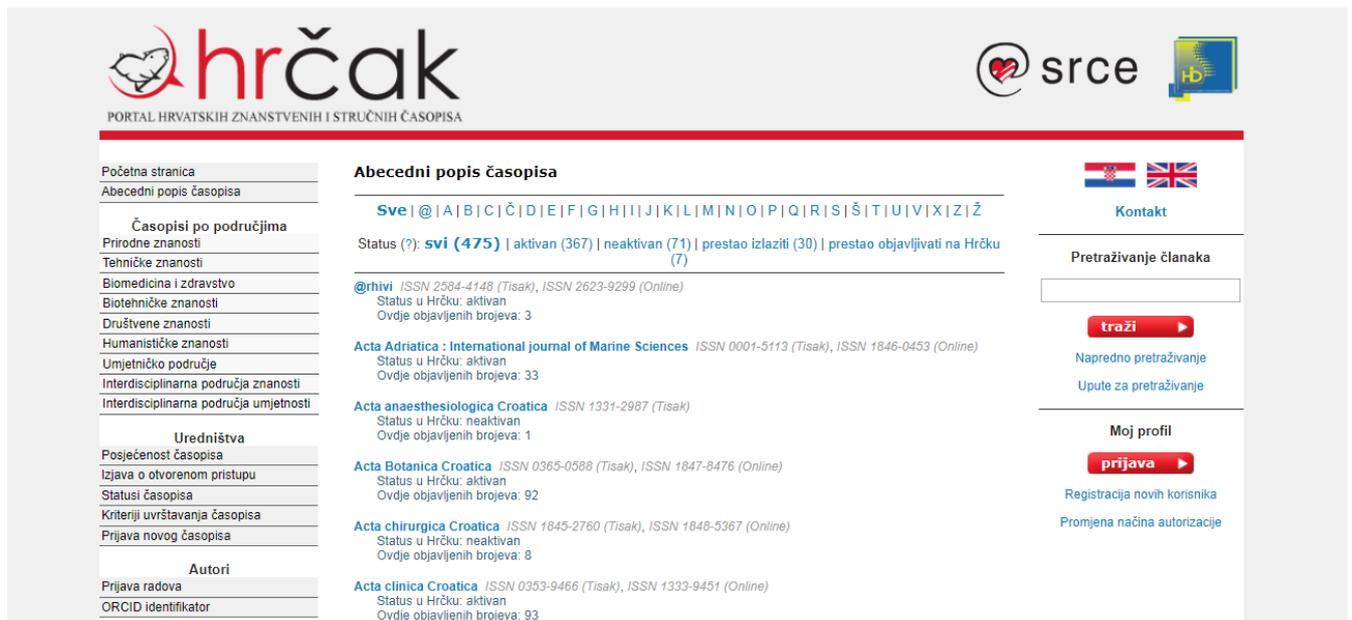 hrčak
PORTAL HRVATSKIH ZNANSTVENIH I STRUČNIH ČASOPISA
srce
HD
Početna stranica
Abecedni popis časopisa
Časopisi po područjima
Prirodne znanosti
Tehničke znanosti
Biomedicina i zdravstvo
Biotehničke znanosti
Društvene znanosti
Humanističke znanosti
Umjetničko područje
Interdisciplinarna područja znanosti
Interdisciplinarna područja umjetnosti
Uredništva
Posjećenost časopisa
Izjava o otvorenom pristupu
Statusi časopisa
Kriteriji uvrštavanja časopisa
Prijava novog časopisa
Autori
Prijava radova
ORCID identifikator
Abecedni popis časopisa
Sve | @ | A | B | C | Č | D | E | F | G | H | I | J | K | L | M | N | O | P | Q | R | S | Š | T | U | V | X | Z | Ž
Status (?): svi (475) | aktivan (367) | neaktivan (71) | prestao izlaziti (30) | prestao objavljivati na Hrčku
(7)
@rhivi ISSN 2584-4148 (Tisak), ISSN 2623-9299 (Online)
Status u Hrčku: aktivan
Ovdje objavljenih brojeva: 3
Acta Adriatica : International journal of Marine Sciences ISSN 0001-5113 (Tisak), ISSN 1846-0453 (Online)
Status u Hrčku: aktivan
Ovdje objavljenih brojeva: 33
Acta anaesthesiologica Croatica ISSN 1331-2987 (Tisak)
Status u Hrčku: neaktivan
Ovdje objavljenih brojeva: 1
Acta Botanica Croatica ISSN 0365-0588 (Tisak), ISSN 1847-8476 (Online)
Status u Hrčku: aktivan
Ovdje objavljenih brojeva: 92
Acta chirurgica Croatica ISSN 1845-2760 (Tisak), ISSN 1848-5367 (Online)
Status u Hrčku: neaktivan
Ovdje objavljenih brojeva: 8
Acta clinica Croatica ISSN 0353-9466 (Tisak), ISSN 1333-9451 (Online)
Status u Hrčku: aktivan
Ovdje objavljenih brojeva: 93
Kontakt
Pretraživanje članaka
traži
Napredno pretraživanje
Upute za pretraživanje
Moj profil
prijava
Registracija novih korisnika
Promjena načina autorizacije